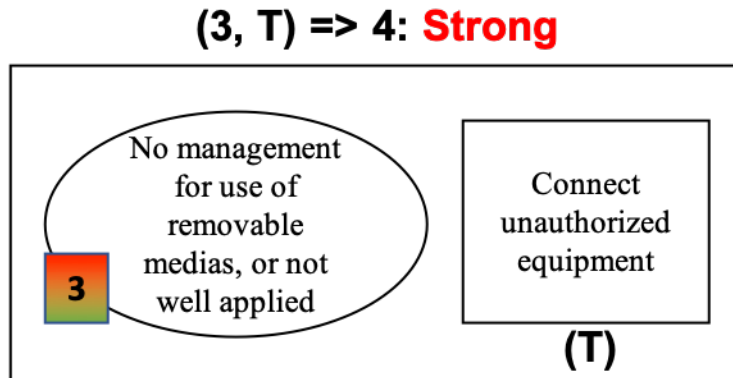 (3, T) => 4: Strong
No management
for use of
removable
medias, or not
well applied
3
Connect
unauthorized
equipment
(T)